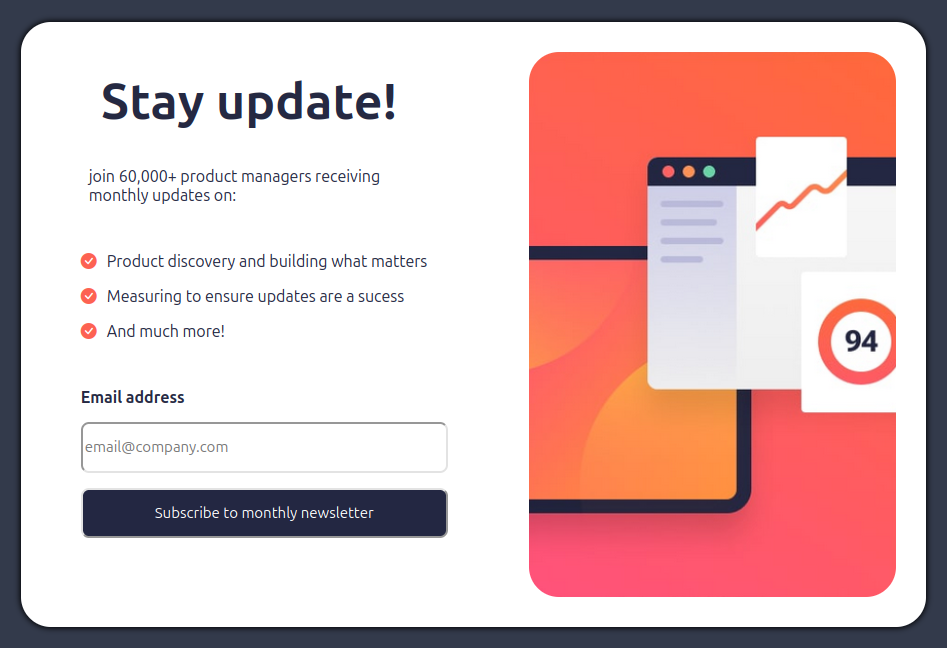 Stay update!
join 60,000+ product managers receiving
monthly updates on:
Product discovery and building what matters
Measuring to ensure updates are a sucess
And much more!
Email address
email@company.com
Subscribe to monthly newsletter
94